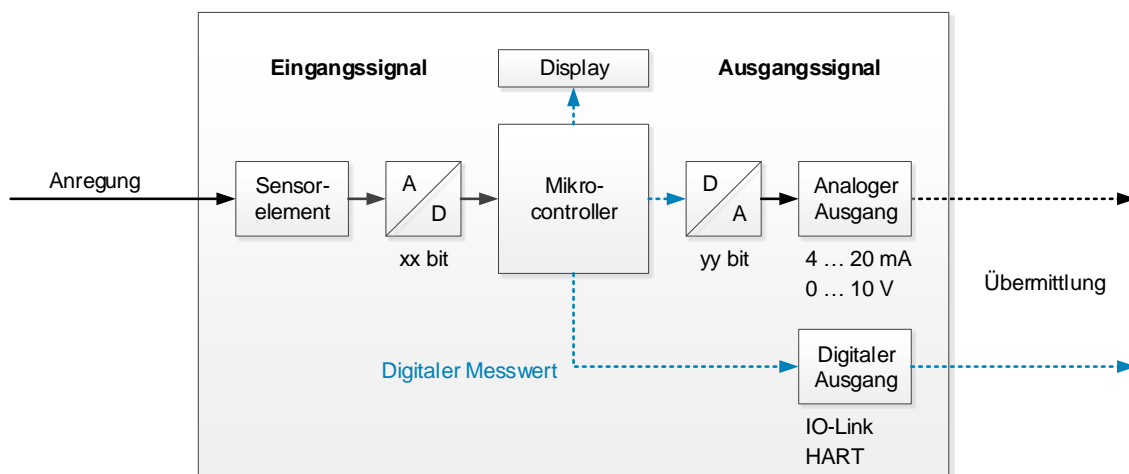 Eingangssignal
Display
Ausgangssignal
Anregung
Sensor-
element
A
D
Mikro-
controller
D
A
Analoger
Ausgang
xx bit
yy bit
4 … 20 mA
0 … 10 V
Übermittlung
Digitaler Messwert
Digitaler
Ausgang
IO-Link
HART